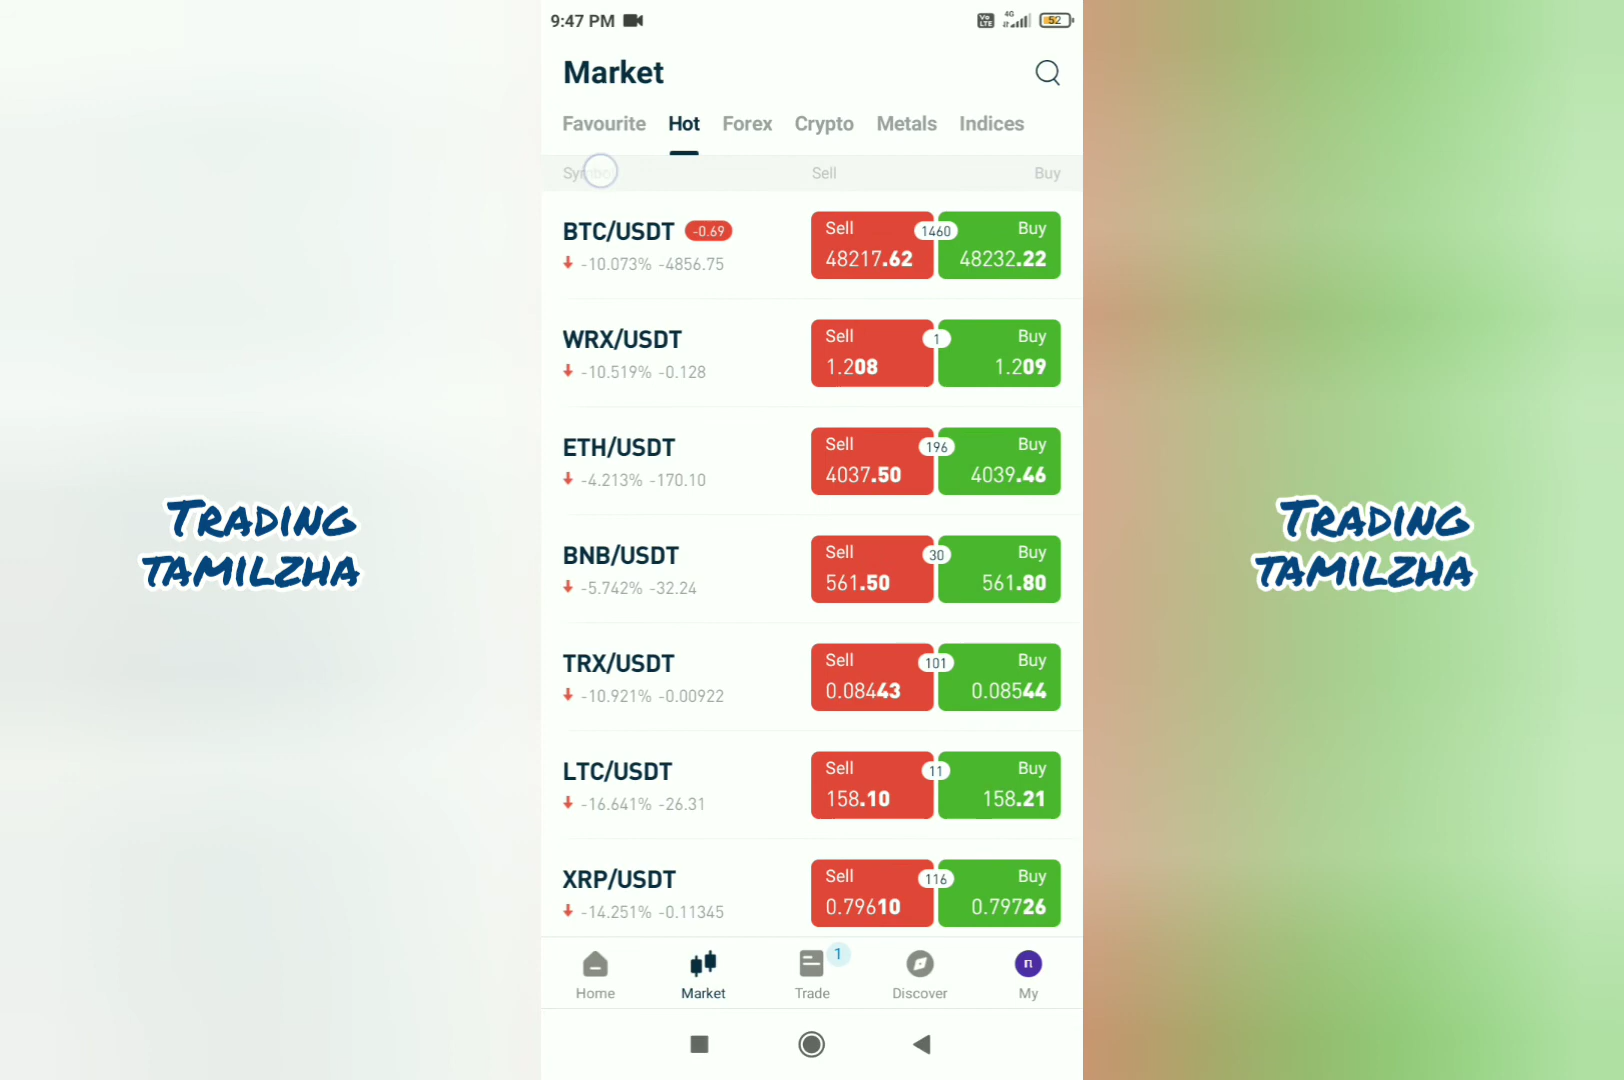 9:47 PM
Vo LTE 4G 52
Market
Favourite Hot Forex Crypto Metals Indices
Symbol Sell Buy
BTC/USDT -0.69
-10.073% -4856.75
Sell 1460 Buy
48217.62 48232.22
WRX/USDT
-10.519% -0.128
Sell 1 Buy
1.208 1.209
ETH/USDT
-4.213% -170.10
Sell 196 Buy
4037.50 4039.46
BNB/USDT
-5.742% -32.24
Sell 30 Buy
561.50 561.80
TRX/USDT
-10.921% -0.00922
Sell 101 Buy
0.08443 0.08544
LTC/USDT
-16.641% -26.31
Sell 11 Buy
158.10 158.21
XRP/USDT
-14.251% -0.11345
Sell 116 Buy
0.79610 0.79726
1
Home Market Trade Discover My
Trading
tamilzha
Trading
tamilzha